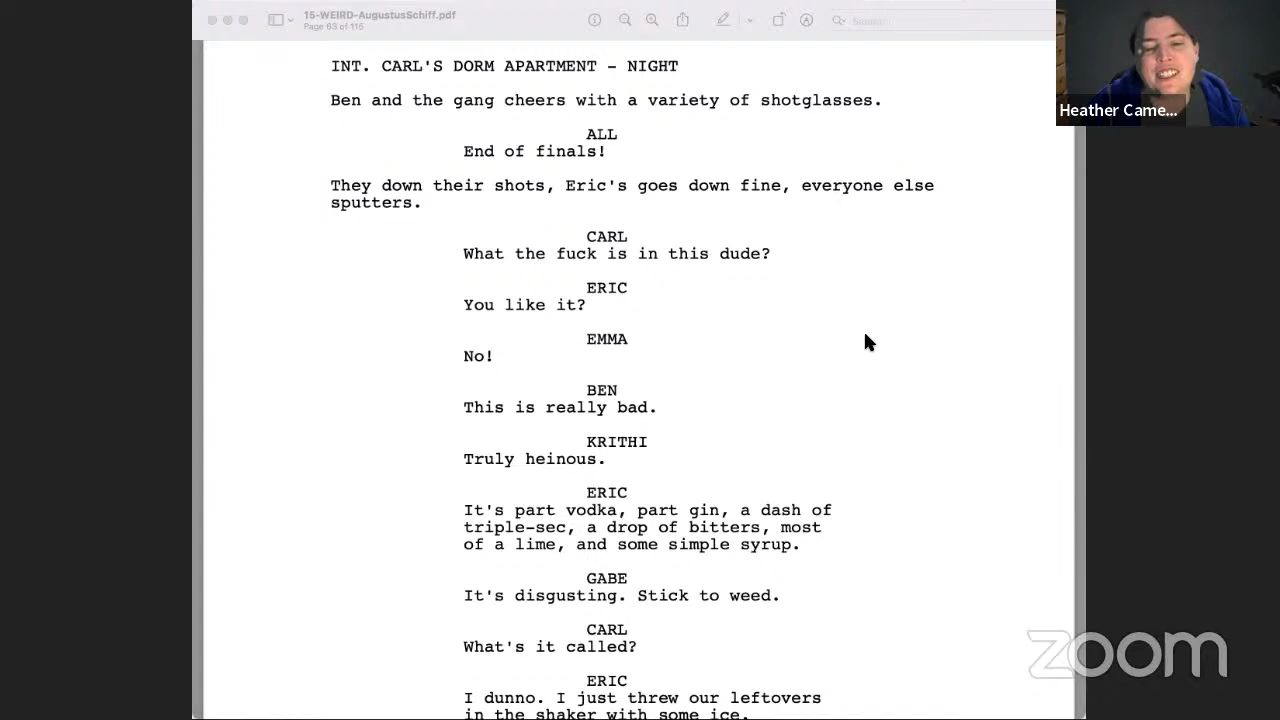 15-WEIRD-AugustusSchiff.pdf
Page 63 of 115
Search
Heather Came...
INT. CARL'S DORM APARTMENT - NIGHT
Ben and the gang cheers with a variety of shotglasses.
ALL
End of finals!
They down their shots, Eric's goes down fine, everyone else
sputters.
CARL
What the fuck is in this dude?
ERIC
You like it?
EMMA
No!
BEN
This is really bad.
KRITHI
Truly heinous.
ERIC
It's part vodka, part gin, a dash of
triple-sec, a drop of bitters, most
of a lime, and some simple syrup.
GABE
It's disgusting. Stick to weed.
CARL
What's it called?
ERIC
I dunno. I just threw our leftovers
in the shaker with some ice.
zoom